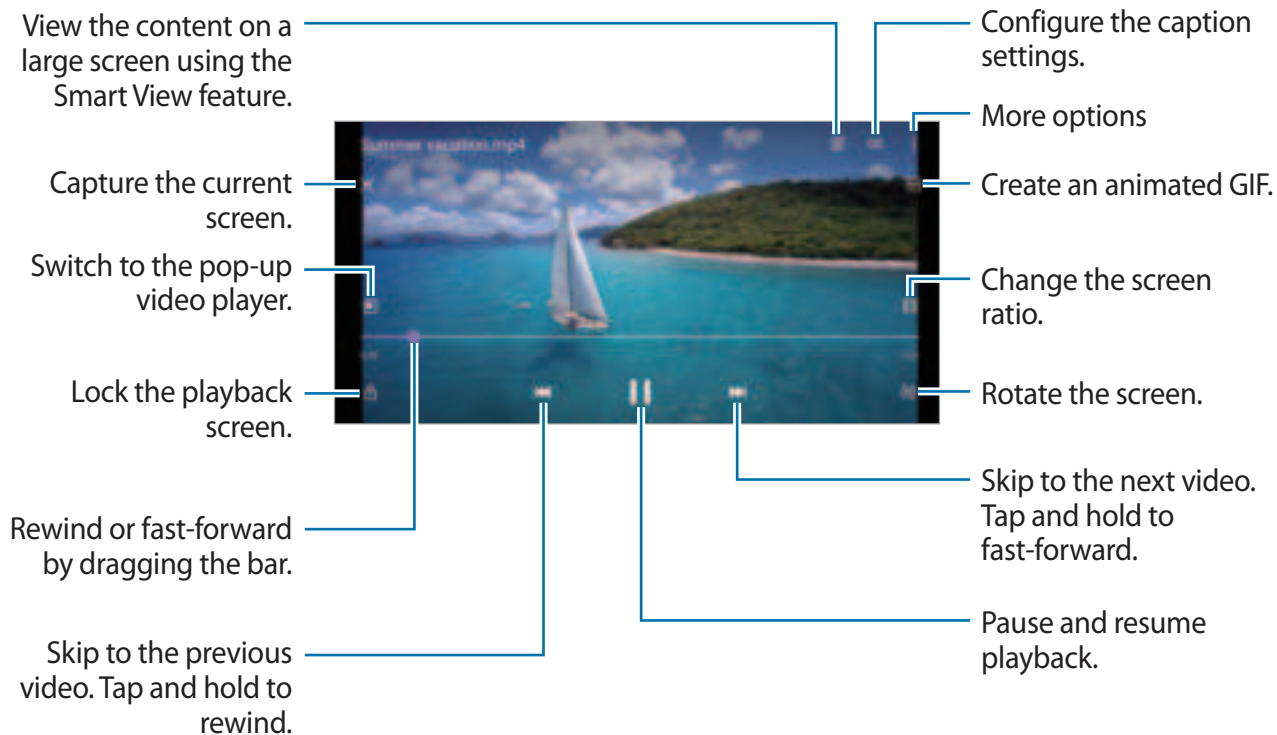 View the content on a
large screen using the
Smart View feature.
Configure the caption
settings.
More options
Summer vacation.mp4
Capture the current
screen.
Create an animated GIF.
Switch to the pop-up
video player.
Change the screen
ratio.
Lock the playback
screen.
Rotate the screen.
Rewind or fast-forward
by dragging the bar.
Skip to the next video.
Tap and hold to
fast-forward.
Skip to the previous
video. Tap and hold to
rewind.
Pause and resume
playback.